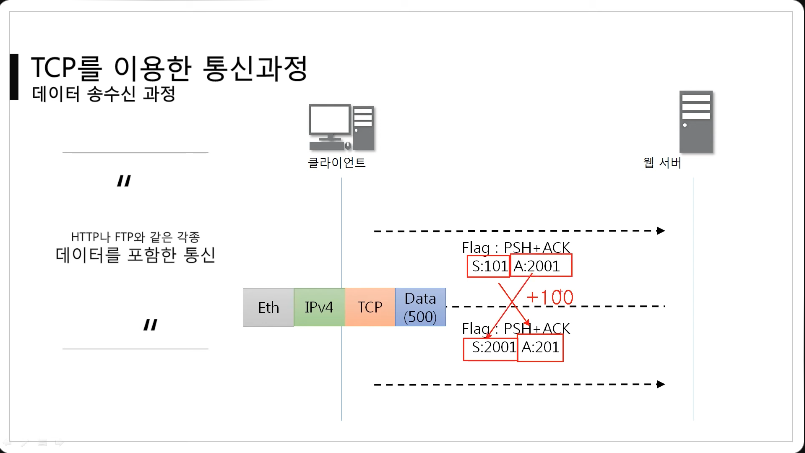 TCP를 이용한 통신과정
데이터 송수신 과정
클라이언트
웹 서버
〃
HTTP나 FTP와 같은 각종
데이터를 포함한 통신
〃
Flag : PSH+ACK
S:101 A:2001
+100
Eth IPv4 TCP Data
(500)
Flag : PSH+ACK
S:2001 A:201